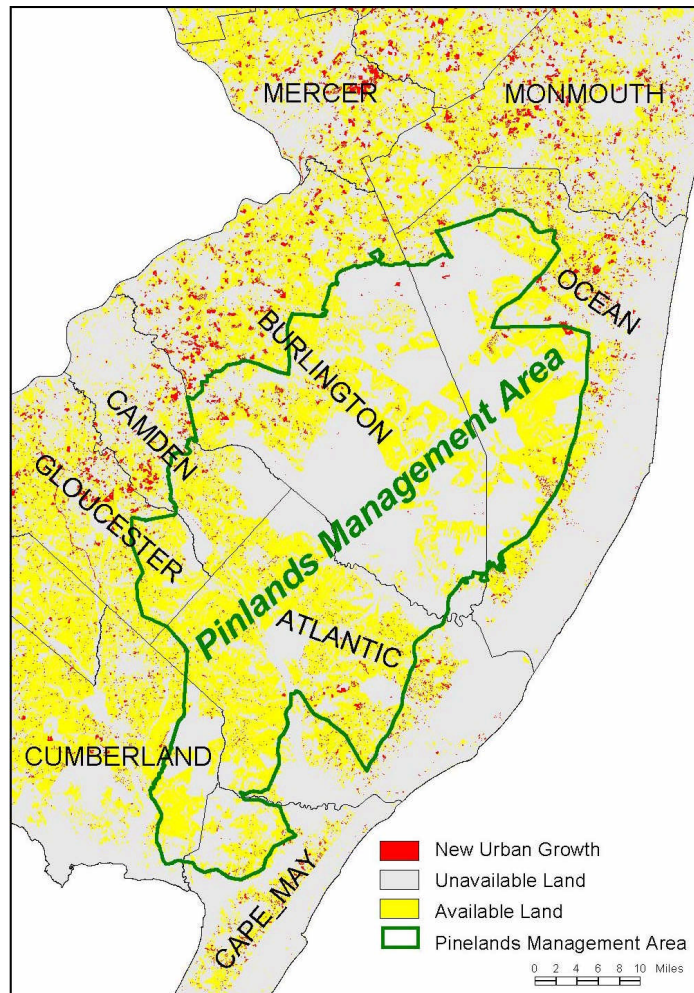 MERCER
MONMOUTH
OCEAN
BURLINGTON
CAMDEN
GLOUCESTER
Pinlands Management Area
ATLANTIC
CUMBERLAND
CAPE_MAY
New Urban Growth
Unavailable Land
Available Land
Pinelands Management Area
0 2 4 6 8 10 Miles